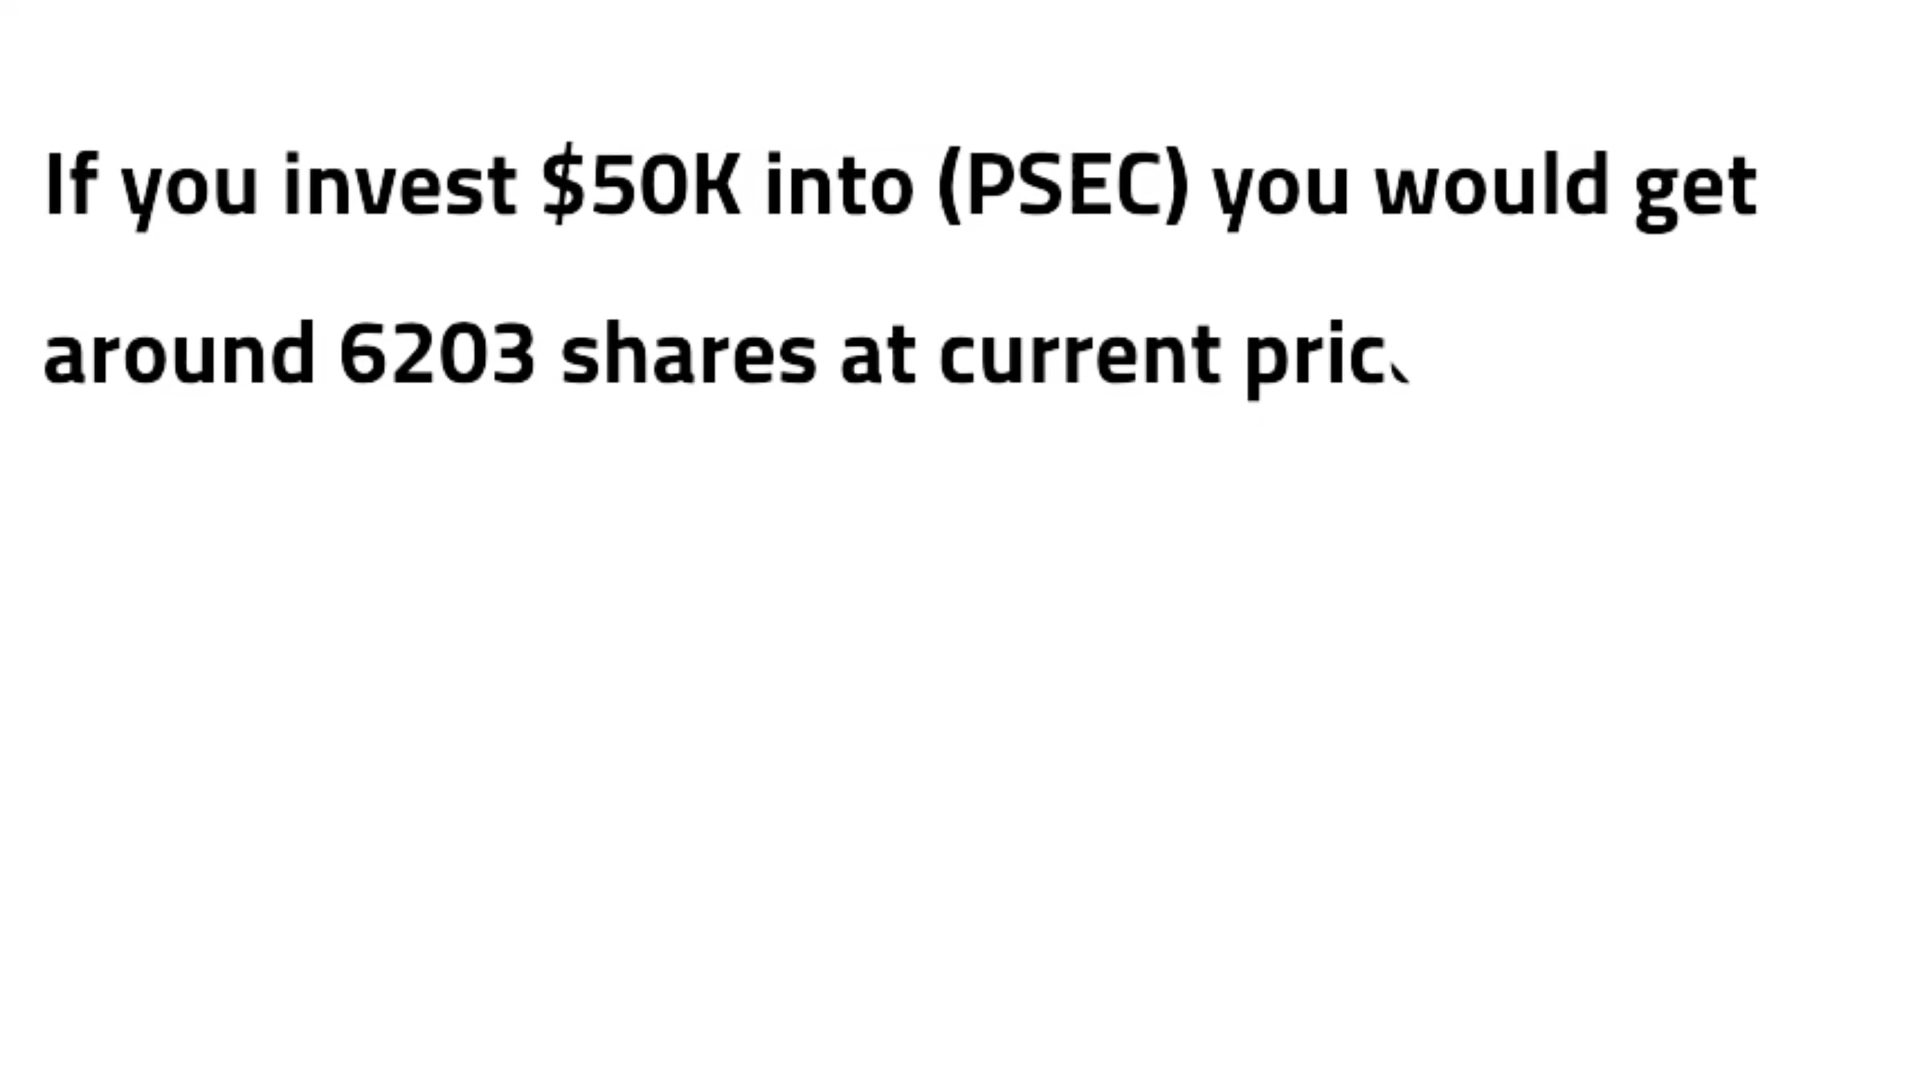 If you invest $50K into (PSEC) you would get
around 6203 shares at current pric